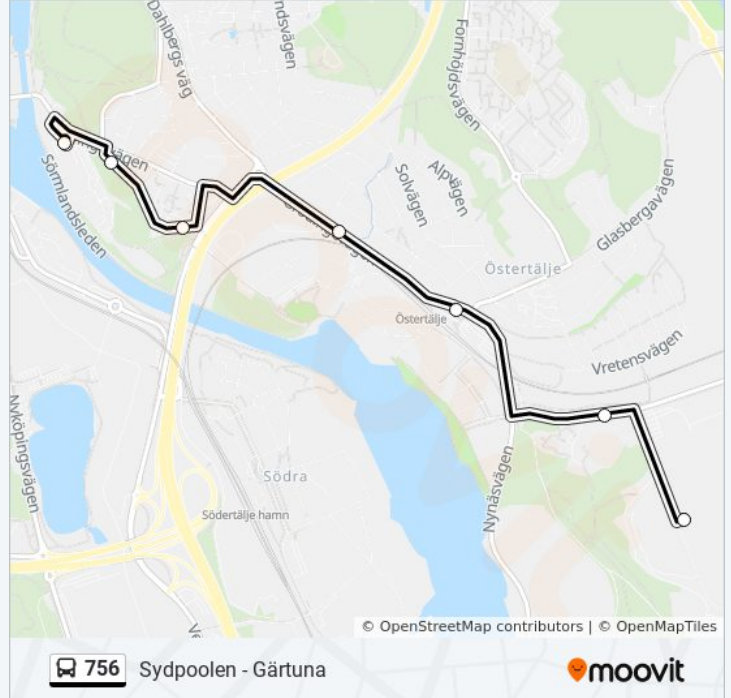 Dahlbergs väg
ndsvägen
Fornhöjdsvägen
vägen
Sörmlandsleden
Solvägen
Alpvägen
Glasbergavägen
Östertälje
Östertälje
Vretensvägen
Nyköpingsvägen
Södra
Nynäsvägen
Södertälje hamn
© OpenStreetMap contributors | © OpenMapTiles
756 Sydpoolen - Gärtuna
moovit